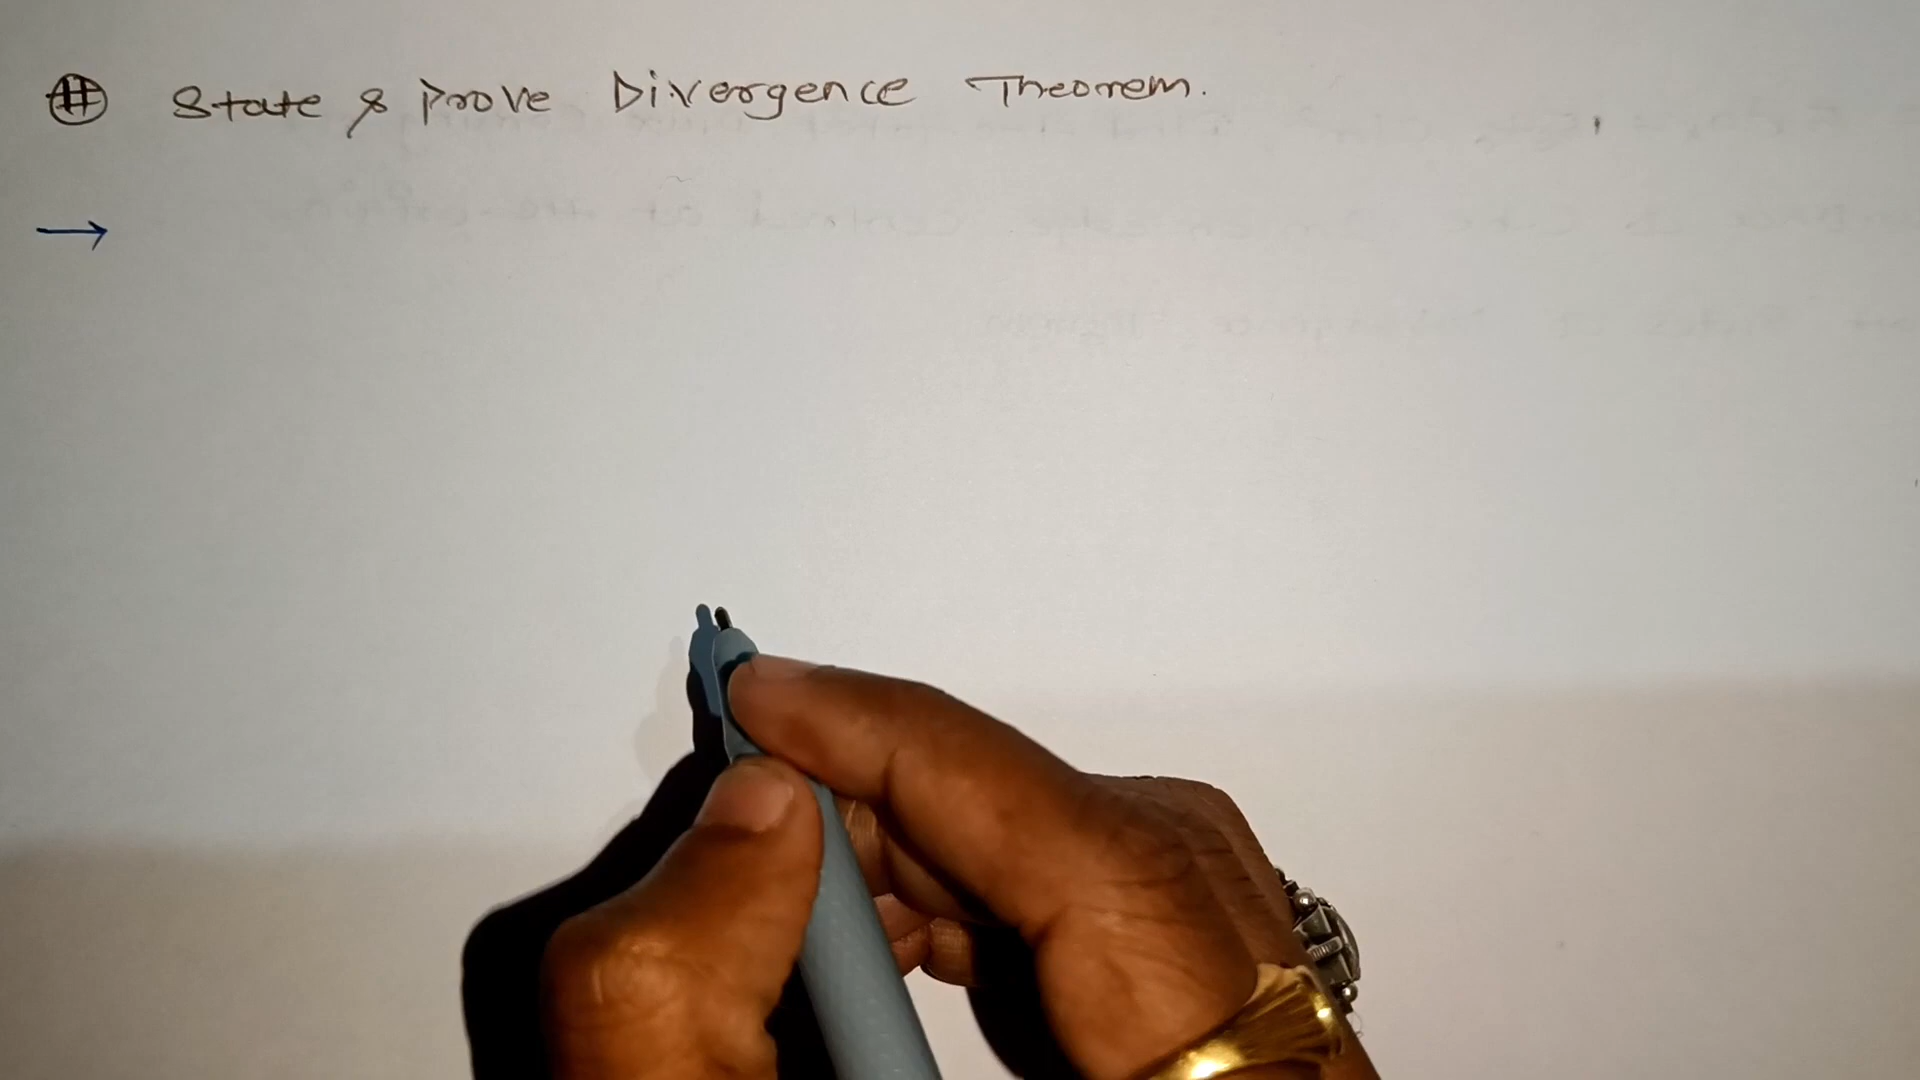 # State & Prove Divergence Theorem.
→